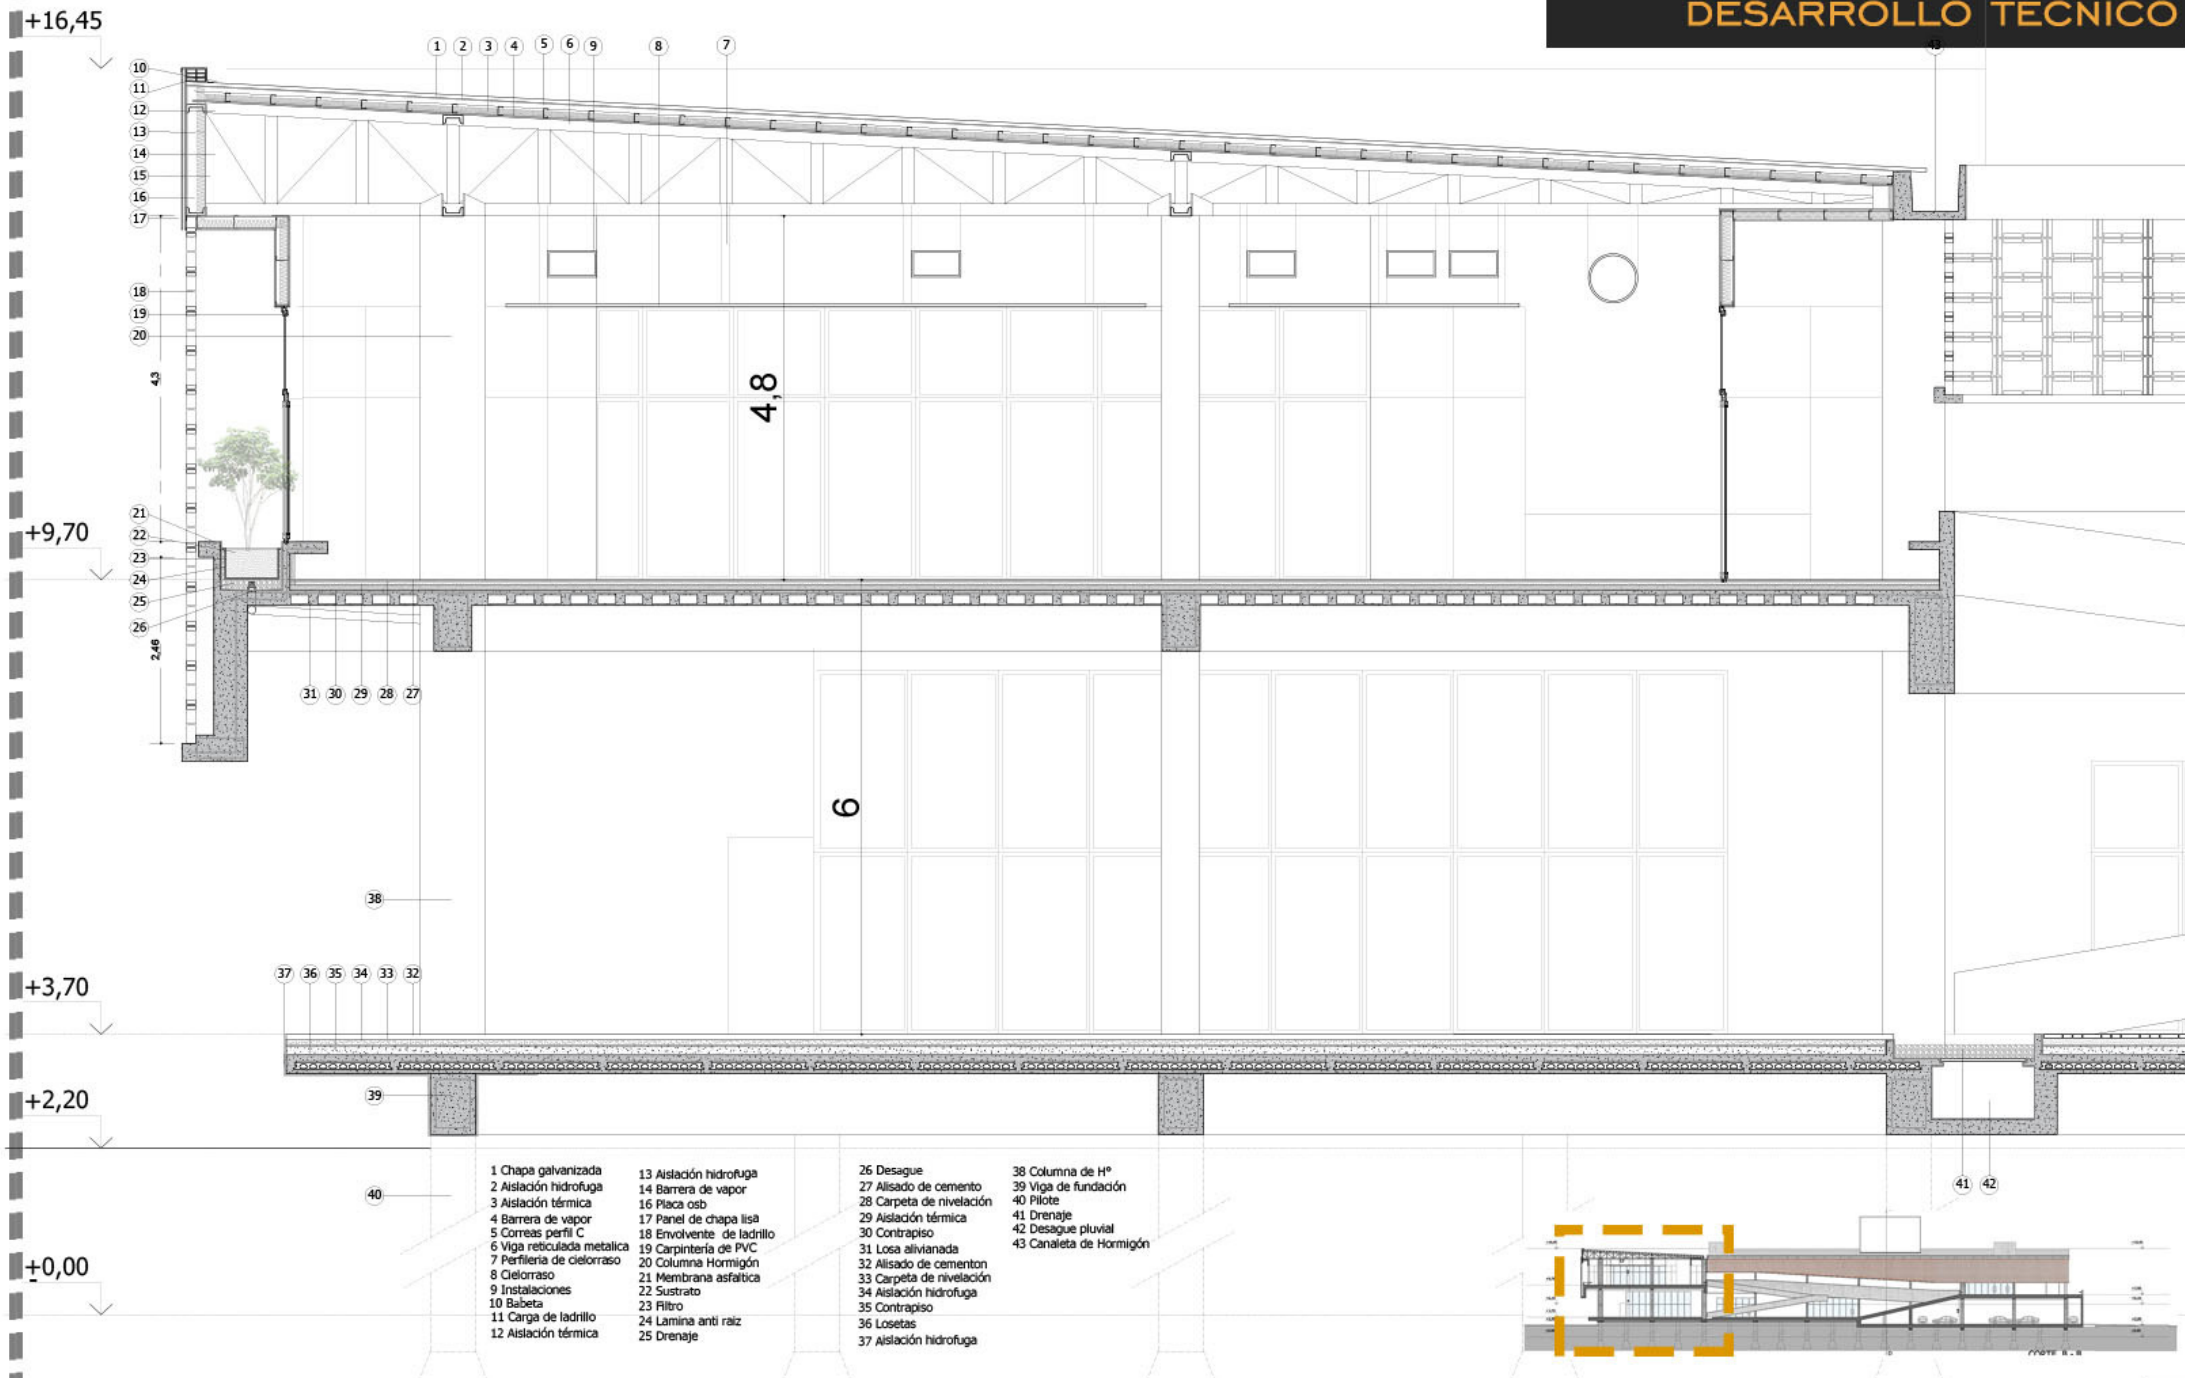 DESARROLLO TECNICO
+16,45
1 2 3 4 5 6 9 8 7
43
10
11
12
13
14
15
16
17
18
19
20
4,3
4,8
21
+9,70
22
23
24
25
26
2,46
31 30 29 28 27
6
38
37 36 35 34 33 32
+3,70
39
+2,20
40
41 42
+0,00
1 Chapa galvanizada
2 Aislación hidrofuga
3 Aislación térmica
4 Barrera de vapor
5 Correas perfil C
6 Viga reticulada metalica
7 Perfileria de cielorraso
8 Cielorraso
9 Instalaciones
10 Babeta
11 Carga de ladrillo
12 Aislación térmica
13 Aislación hidrofuga
14 Barrera de vapor
16 Placa osb
17 Panel de chapa lisa
18 Envolvente de ladrillo
19 Carpintería de PVC
20 Columna Hormigón
21 Membrana asfaltica
22 Sustrato
23 Filtro
24 Lamina anti raiz
25 Drenaje
26 Desague
27 Alisado de cemento
28 Carpeta de nivelación
29 Aislación térmica
30 Contrapiso
31 Losa alivianada
32 Alisado de cementon
33 Carpeta de nivelación
34 Aislación hidrofuga
35 Contrapiso
36 Losetas
37 Aislación hidrofuga
38 Columna de Hº
39 Viga de fundación
40 Pilote
41 Drenaje
42 Desague pluvial
43 Canaleta de Hormigón
CORTE B - B